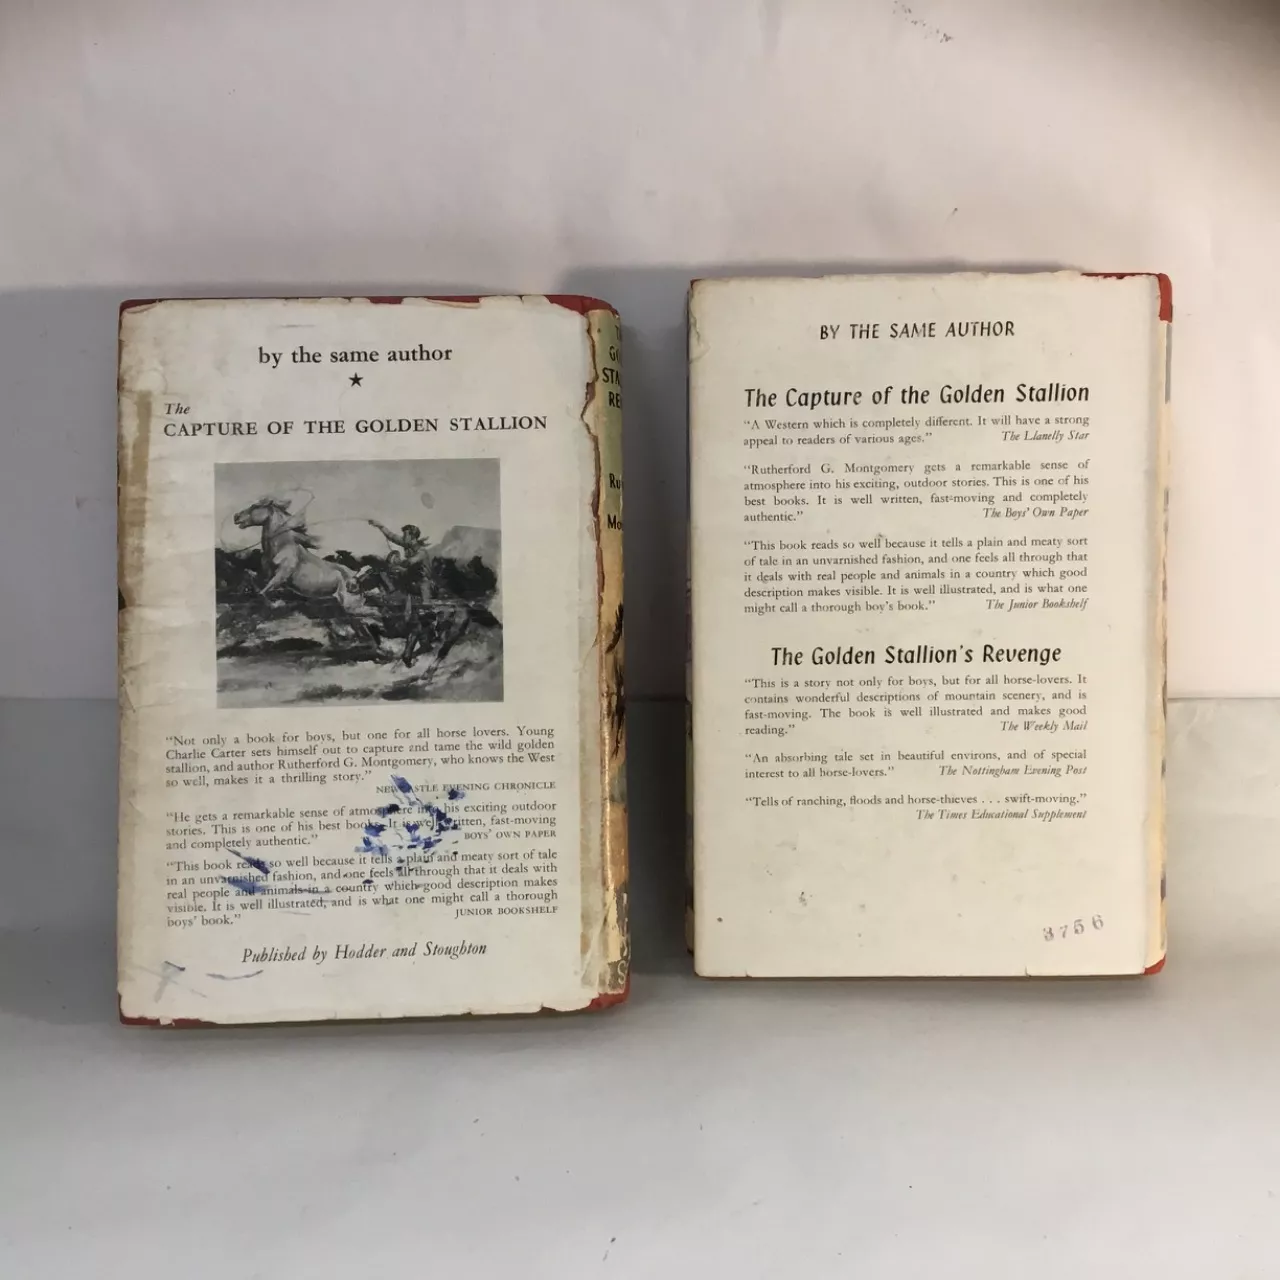 by the same author
★
The
CAPTURE OF THE GOLDEN STALLION
"Not only a book for boys, but one for all horse lovers. Young
Charlie Carter sets himself out to capture and tame the wild golden
stallion, and author Rutherford G. Montgomery, who knows the West
so well, makes it a thrilling story."
NEWCASTLE EVENING CHRONICLE
"He gets a remarkable sense of atmosphere into his exciting outdoor
stories. This is one of his best books. It is well written, fast-moving
and completely authentic."
BOYS' OWN PAPER
"This book reads so well because it tells a plain and meaty sort of tale
in an unvarnished fashion, and one feels all through that it deals with
real people and animals in a country which good description makes
visible. It is well illustrated, and is what one might call a thorough
boys' book."
JUNIOR BOOKSHELF
Published by Hodder and Stoughton
BY THE SAME AUTHOR
The Capture of the Golden Stallion
"A Western which is completely different. It will have a strong
appeal to readers of various ages." The Llanelly Star
"Rutherford G. Montgomery gets a remarkable sense of
atmosphere into his exciting, outdoor stories. This is one of his
best books. It is well written, fast-moving and completely
authentic." The Boys' Own Paper
"This book reads so well because it tells a plain and meaty sort
of tale in an unvarnished fashion, and one feels all through that
it deals with real people and animals in a country which good
description makes visible. It is well illustrated, and is what one
might call a thorough boy's book." The Junior Bookshelf
The Golden Stallion's Revenge
"This is a story not only for boys, but for all horse-lovers. It
contains wonderful descriptions of mountain scenery, and is
fast-moving. The book is well illustrated and makes good
reading." The Weekly Mail
"An absorbing tale set in beautiful environs, and of special
interest to all horse-lovers." The Nottingham Evening Post
"Tells of ranching, floods and horse-thieves . . . swift-moving."
The Times Educational Supplement
3756